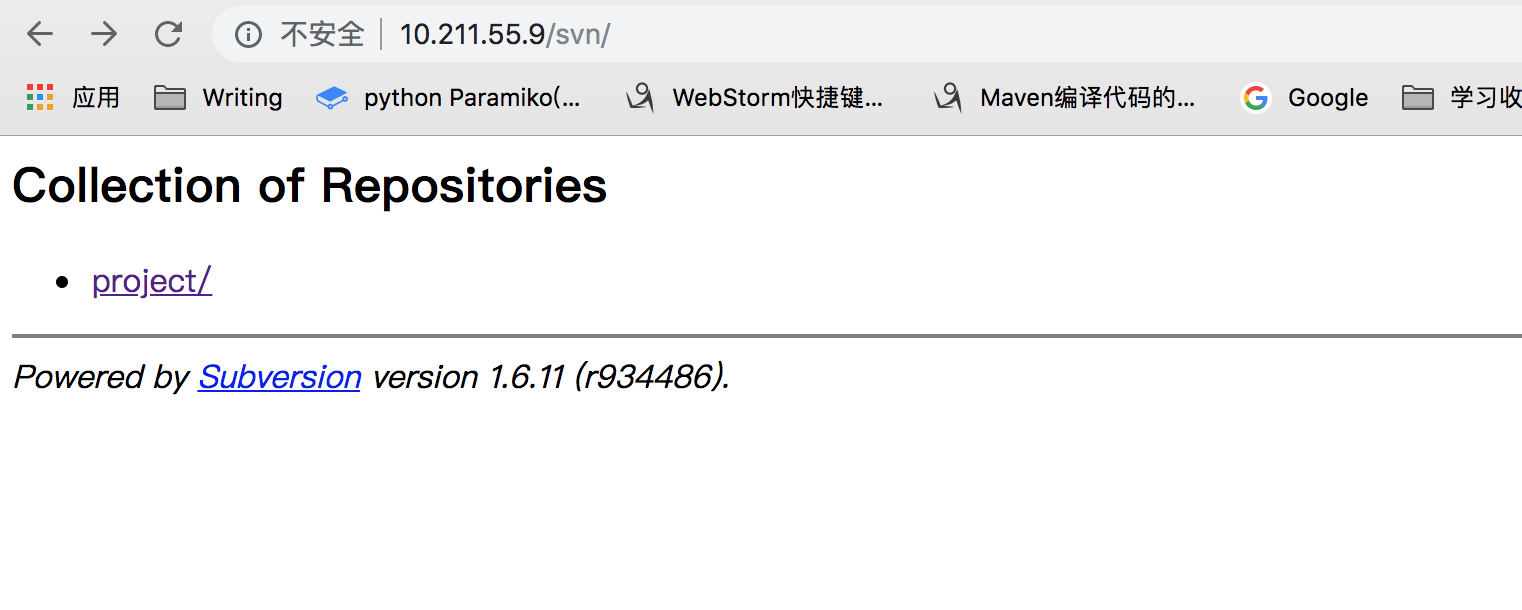 不安全 10.211.55.9/svn/
应用 Writing python Paramiko(... WebStorm快捷键... Maven编译代码的... Google 学习收
Collection of Repositories
• project/
Powered by Subversion version 1.6.11 (r934486).